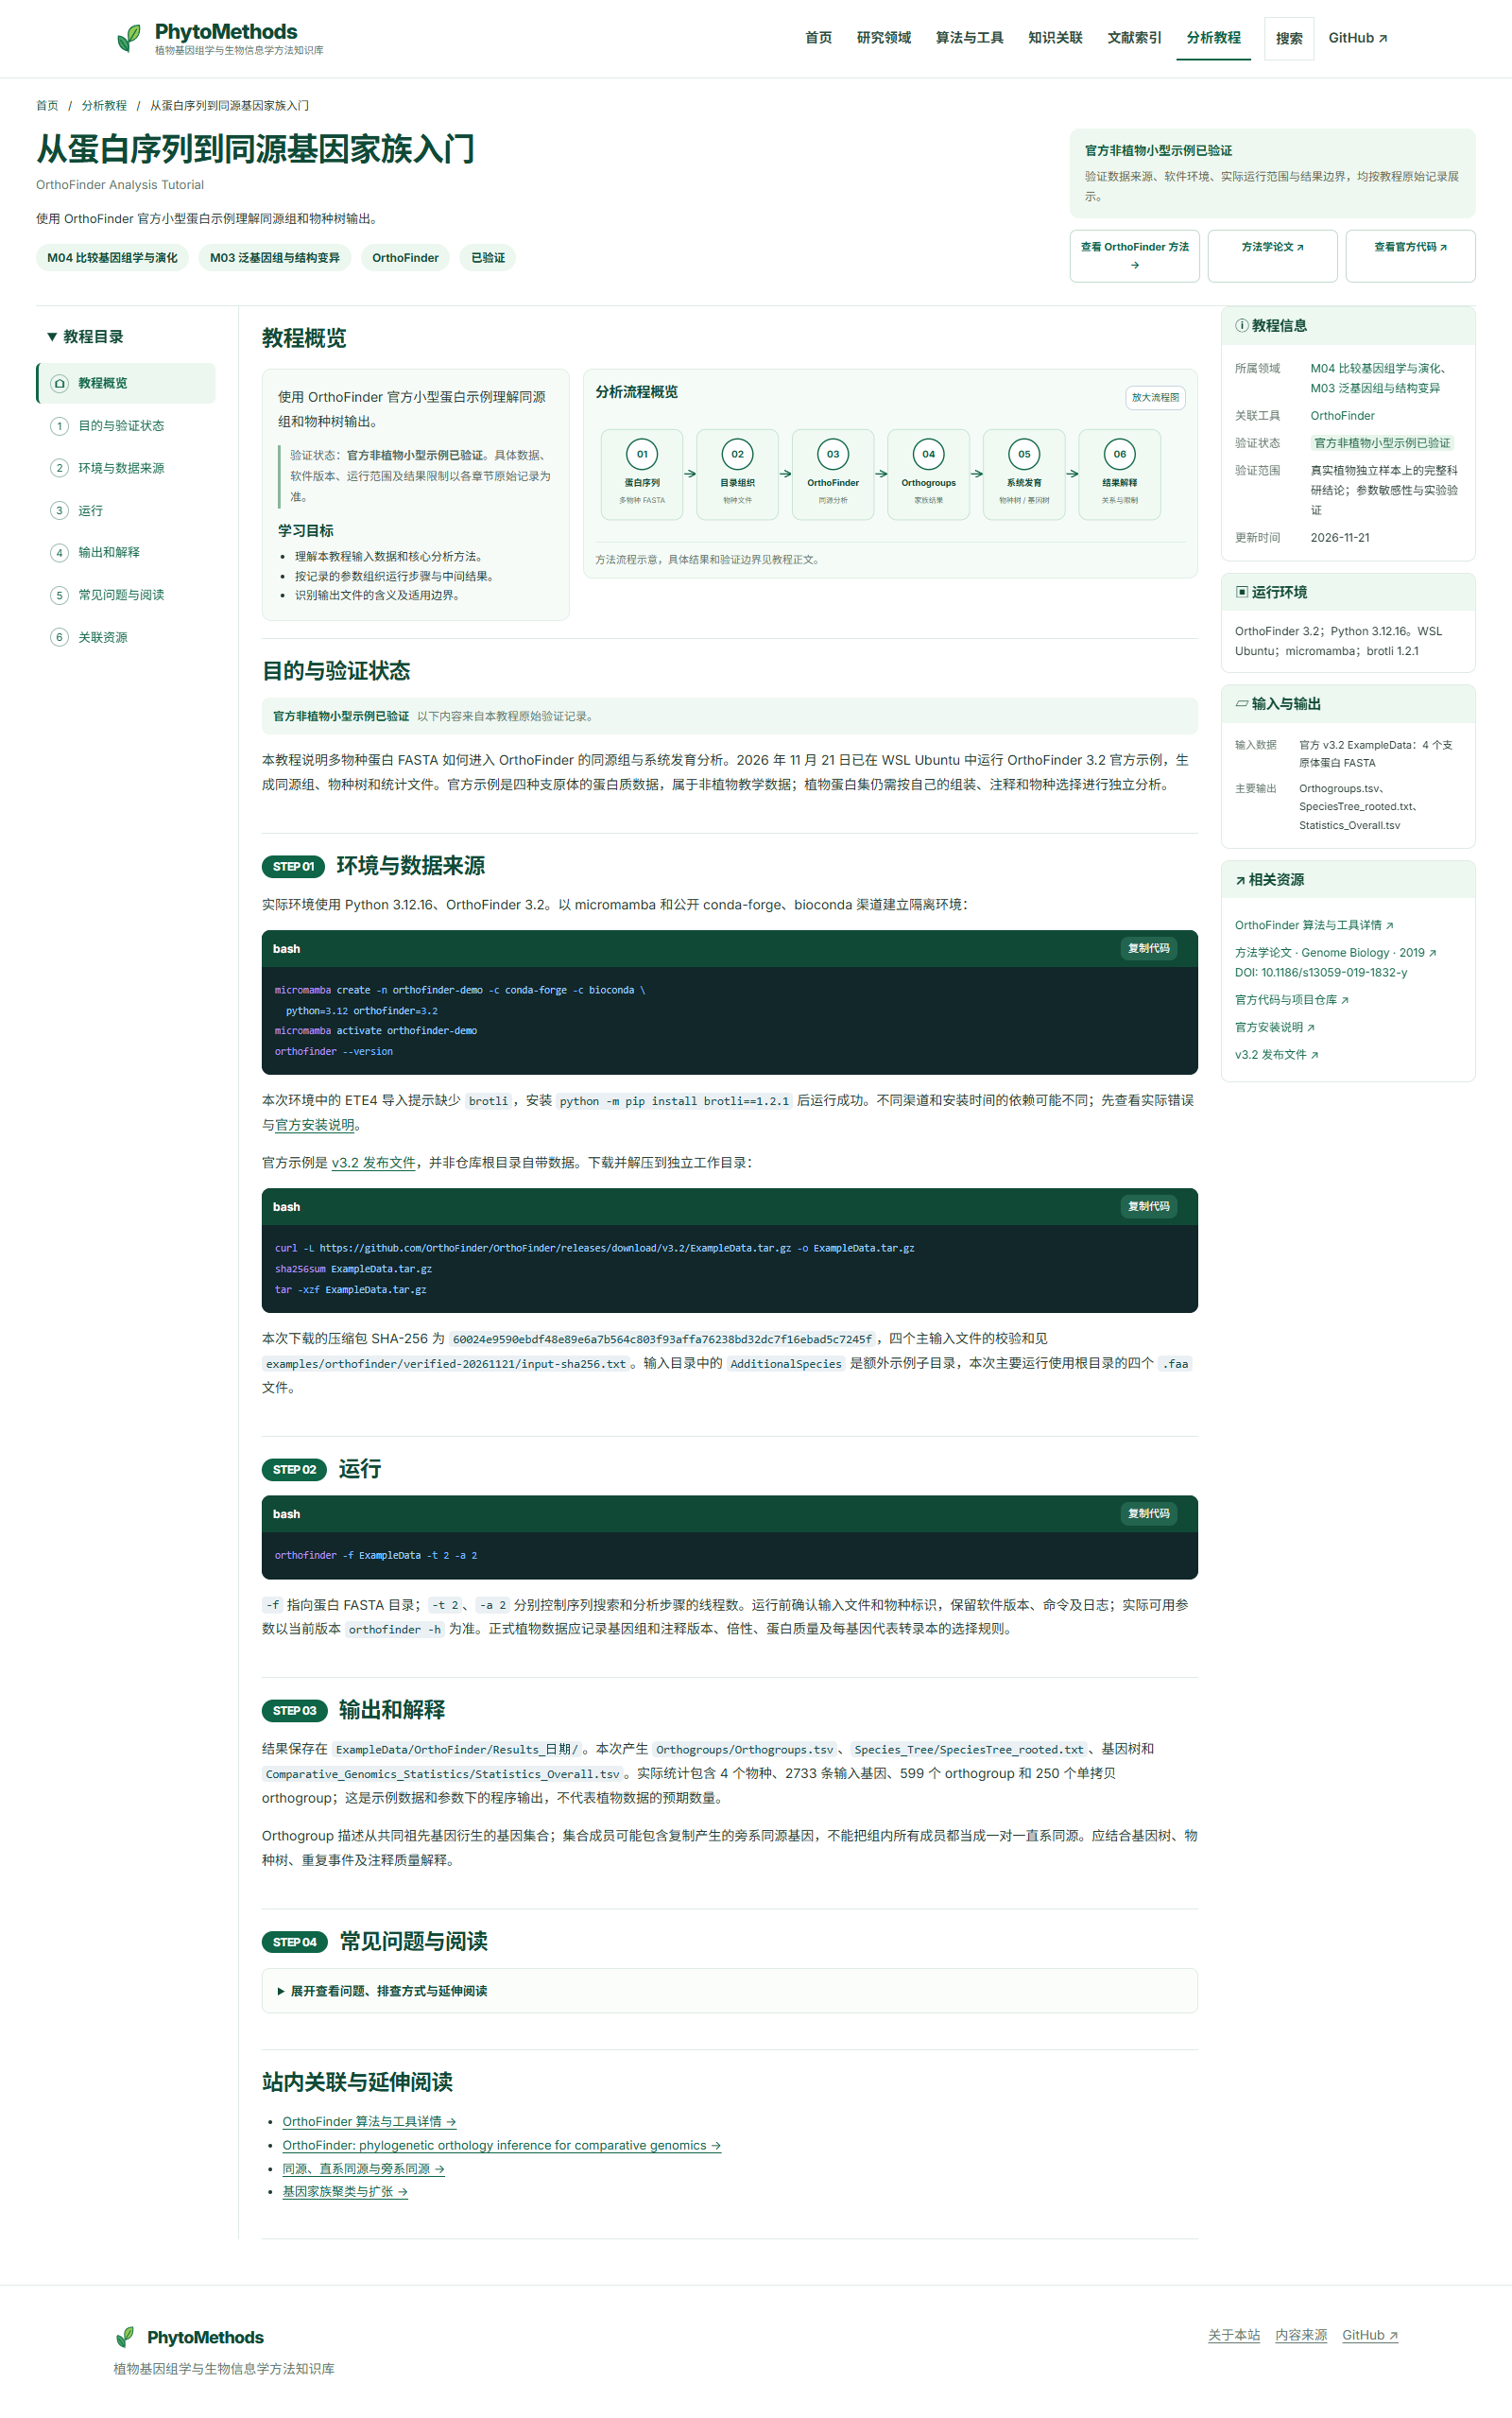 PhytoMethods
植物基因组学与生物信息学方法知识库
首页 研究领域 算法与工具 知识关联 文献索引 分析教程 搜索 GitHub ↗
首页 / 分析教程 / 从蛋白序列到同源基因家族入门
从蛋白序列到同源基因家族入门
OrthoFinder Analysis Tutorial
使用 OrthoFinder 官方小型蛋白示例理解同源组和物种树输出。
M04 比较基因组学与演化 M03 泛基因组与结构变异 OrthoFinder 已验证
官方非植物小型示例已验证
验证数据来源、软件环境、实际运行范围与结果边界，均按教程原始记录展
示。
查看 OrthoFinder 方法
→
方法学论文 ↗
查看官方代码 ↗
▼ 教程目录
教程概览
1 目的与验证状态
2 环境与数据来源
3 运行
4 输出和解释
5 常见问题与阅读
6 关联资源
教程概览
使用 OrthoFinder 官方小型蛋白示例理解同源
组和物种树输出。
验证状态：官方非植物小型示例已验证。具体数据、
软件版本、运行范围及结果限制以各章节原始记录为
准。
学习目标
• 理解本教程输入数据和核心分析方法。
• 按记录的参数组织运行步骤与中间结果。
• 识别输出文件的含义及适用边界。
分析流程概览
放大流程图
01 → 02 → 03 → 04 → 05 → 06
蛋白序列 目录组织 OrthoFinder Orthogroups 系统发育 结果解释
多物种 FASTA 物种文件 同源分析 家族结果 物种树 / 基因树 关系与限制
方法流程示意，具体结果和验证边界见教程正文。
目的与验证状态
官方非植物小型示例已验证 以下内容来自本教程原始验证记录。
本教程说明多物种蛋白 FASTA 如何进入 OrthoFinder 的同源组与系统发育分析。2026 年 11 月 21 日已在 WSL Ubuntu 中运行 OrthoFinder 3.2 官方示例，生
成同源组、物种树和统计文件。官方示例是四种支原体的蛋白质数据，属于非植物教学数据；植物蛋白集仍需按自己的组装、注释和物种选择进行独立分析。
STEP 01 环境与数据来源
实际环境使用 Python 3.12.16、OrthoFinder 3.2。以 micromamba 和公开 conda-forge、bioconda 渠道建立隔离环境：
bash 复制代码
micromamba create -n orthofinder-demo -c conda-forge -c bioconda \
python=3.12 orthofinder=3.2
micromamba activate orthofinder-demo
orthofinder --version
本次环境中的 ETE4 导入提示缺少 brotli，安装 python -m pip install brotli==1.2.1 后运行成功。不同渠道和安装时间的依赖可能不同；先查看实际错误
与官方安装说明。
官方示例是 v3.2 发布文件，并非仓库根目录自带数据。下载并解压到独立工作目录：
bash 复制代码
curl -L https://github.com/OrthoFinder/OrthoFinder/releases/download/v3.2/ExampleData.tar.gz -o ExampleData.tar.gz
sha256sum ExampleData.tar.gz
tar -xzf ExampleData.tar.gz
本次下载的压缩包 SHA-256 为 60024e9590ebdf48e89e6a7b564c803f93affa76238bd32dc7f16ebad5c7245f，四个主输入文件的校验和见
examples/orthofinder/verified-20261121/input-sha256.txt。输入目录中的 AdditionalSpecies 是额外示例子目录，本次主要运行使用根目录的四个 .faa
文件。
STEP 02 运行
bash 复制代码
orthofinder -f ExampleData -t 2 -a 2
-f 指向蛋白 FASTA 目录；-t 2、-a 2 分别控制序列搜索和分析步骤的线程数。运行前确认输入文件和物种标识，保留软件版本、命令及日志；实际可用参
数以当前版本 orthofinder -h 为准。正式植物数据应记录基因组和注释版本、倍性、蛋白质量及每基因代表转录本的选择规则。
STEP 03 输出和解释
结果保存在 ExampleData/OrthoFinder/Results_日期/。本次产生 Orthogroups/Orthogroups.tsv、Species_Tree/SpeciesTree_rooted.txt、基因树和
Comparative_Genomics_Statistics/Statistics_Overall.tsv。实际统计包含 4 个物种、2733 条输入基因、599 个 orthogroup 和 250 个单拷贝
orthogroup；这是示例数据和参数下的程序输出，不代表植物数据的预期数量。
Orthogroup 描述从共同祖先基因衍生的基因集合；集合成员可能包含复制产生的旁系同源基因，不能把组内所有成员都当成一对一直系同源。应结合基因树、物
种树、重复事件及注释质量解释。
STEP 04 常见问题与阅读
▶ 展开查看问题、排查方式与延伸阅读
站内关联与延伸阅读
• OrthoFinder 算法与工具详情 →
• OrthoFinder: phylogenetic orthology inference for comparative genomics →
• 同源、直系同源与旁系同源 →
• 基因家族聚类与扩张 →
教程信息
所属领域 M04 比较基因组学与演化、
M03 泛基因组与结构变异
关联工具 OrthoFinder
验证状态 官方非植物小型示例已验证
验证范围 真实植物独立样本上的完整科
研结论；参数敏感性与实验验
证
更新时间 2026-11-21
运行环境
OrthoFinder 3.2；Python 3.12.16。WSL
Ubuntu；micromamba；brotli 1.2.1
输入与输出
输入数据 官方 v3.2 ExampleData：4 个支
原体蛋白 FASTA
主要输出 Orthogroups.tsv、
SpeciesTree_rooted.txt、
Statistics_Overall.tsv
↗ 相关资源
OrthoFinder 算法与工具详情 ↗
方法学论文 · Genome Biology · 2019 ↗
DOI: 10.1186/s13059-019-1832-y
官方代码与项目仓库 ↗
官方安装说明 ↗
v3.2 发布文件 ↗
PhytoMethods
植物基因组学与生物信息学方法知识库
关于本站 内容来源 GitHub ↗